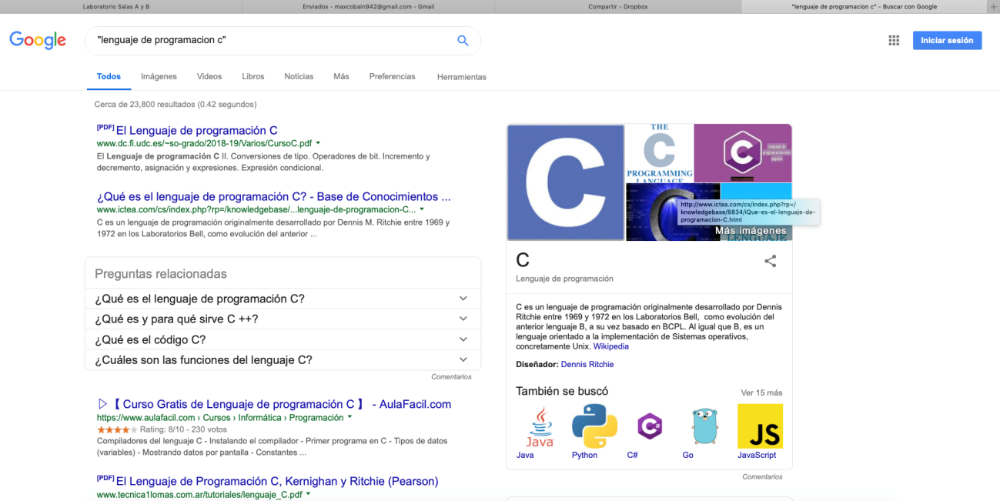 Laboratorio Salas A y B
Enviados - maxcobain942@gmail.com - Gmail
Compartir - Dropbox
"lenguaje de programacion c" - Buscar con Google
Google
"lenguaje de programacion c"
Iniciar sesión
Todos
Imágenes
Videos
Libros
Noticias
Más
Preferencias
Herramientas
Cerca de 23,800 resultados (0.42 segundos)
[PDF] El Lenguaje de programación C
www.dc.fi.udc.es/~so-grado/2018-19/Varios/CursoC.pdf
El Lenguaje de programación C II. Conversiones de tipo. Operadores de bit. Incremento y
decremento, asignación y expresiones. Expresión condicional.
¿Qué es el lenguaje de programación C? - Base de Conocimientos ...
www.ictea.com/cs/index.php?rp=/knowledgebase/...lenguaje-de-programacion-C...
C es un lenguaje de programación originalmente desarrollado por Dennis M. Ritchie entre 1969 y
1972 en los Laboratorios Bell, como evolución del anterior ...
Preguntas relacionadas
¿Qué es el lenguaje de programación C?
¿Qué es y para qué sirve C ++?
¿Qué es el código C?
¿Cuáles son las funciones del lenguaje C?
Comentarios
▷【 Curso Gratis de Lenguaje de programación C 】 - AulaFacil.com
https://www.aulafacil.com › Cursos › Informática › Programación
Rating: 8/10 - 230 votos
Compiladores del lenguaje C - Instalando el compilador - Primer programa en C - Tipos de datos
(variables) - Mostrando datos por pantalla - Constantes ...
[PDF] El Lenguaje de Programación C, Kernighan y Ritchie (Pearson)
www.tecnica1lomas.com.ar/tutoriales/lenguaje_C.pdf
C
THE
C
PROGRAMMING
LANGUAGE
C
Lenguaje de
programación más
popular
C
http://www.ictea.com/cs/index.php?rp=/
knowledgebase/8834/iQue-es-el-lenguaje-de-
programacion-C.html
Más imágenes
LENGUAJE
C
Lenguaje de programación
C es un lenguaje de programación originalmente desarrollado por Dennis
Ritchie entre 1969 y 1972 en los Laboratorios Bell, como evolución del
anterior lenguaje B, a su vez basado en BCPL. Al igual que B, es un
lenguaje orientado a la implementación de Sistemas operativos,
concretamente Unix. Wikipedia
Diseñador: Dennis Ritchie
También se buscó
Ver 15 más
Java
C#
JS
Java
Python
C#
Go
JavaScript
Comentarios